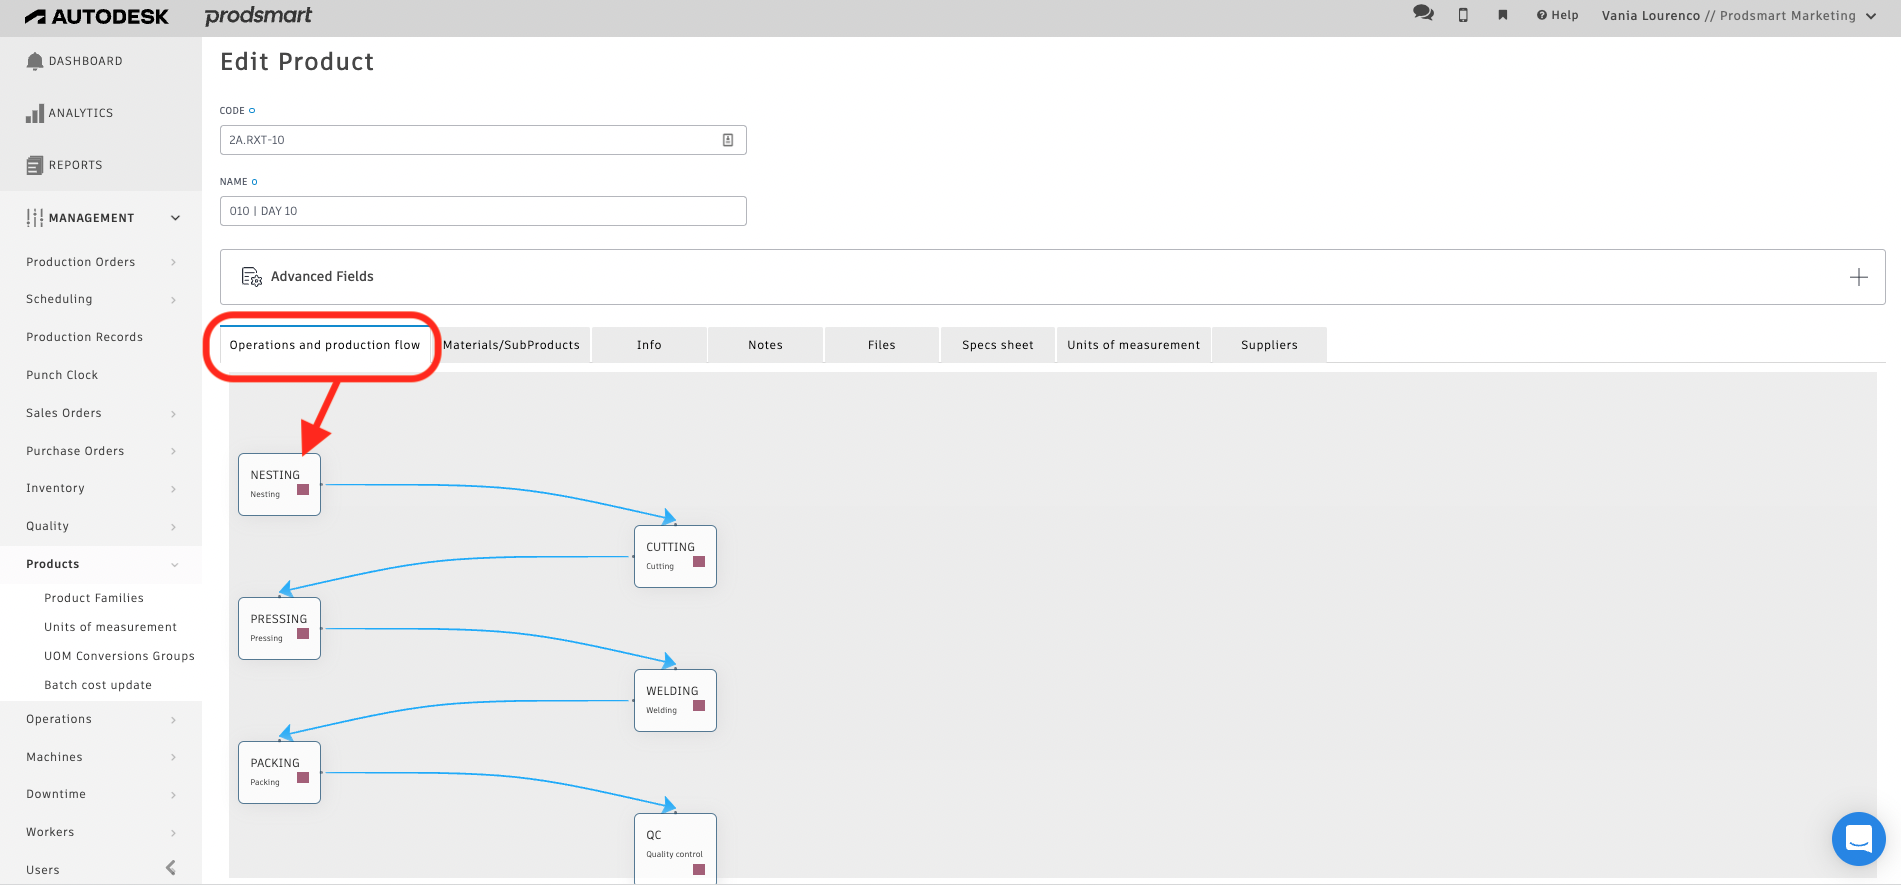 AUTODESK prodsmart Help Vania Lourenco // Prodsmart Marketing
DASHBOARD
ANALYTICS
REPORTS
MANAGEMENT
Production Orders
Scheduling
Production Records
Punch Clock
Sales Orders
Purchase Orders
Inventory
Quality
Products
Product Families
Units of measurement
UOM Conversions Groups
Batch cost update
Operations
Machines
Downtime
Workers
Users
Edit Product
CODE
2A.RXT-10
NAME
010 | DAY 10
Advanced Fields
Operations and production flow Materials/SubProducts Info Notes Files Specs sheet Units of measurement Suppliers
NESTING
Nesting
CUTTING
Cutting
PRESSING
Pressing
WELDING
Welding
PACKING
Packing
QC
Quality control